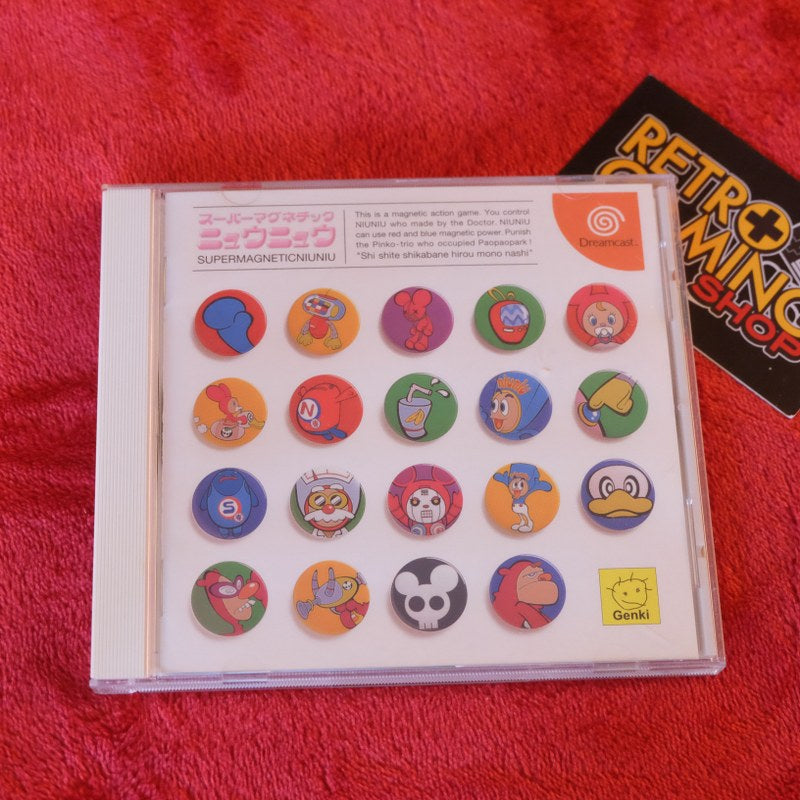 スーパーマグネチック
ニュウニュウ
SUPERMAGNETICNIUNIU
This is a magnetic action game. You control
NIUNIU who made by the Doctor. NIUNIU
can use red and blue magnetic power. Punish
the Pinko-trio who occupied Paopaopark !
"Shi shite shikabane hirou mono nashi"
Dreamcast™
N
S
Genki
RETRO
SHOP